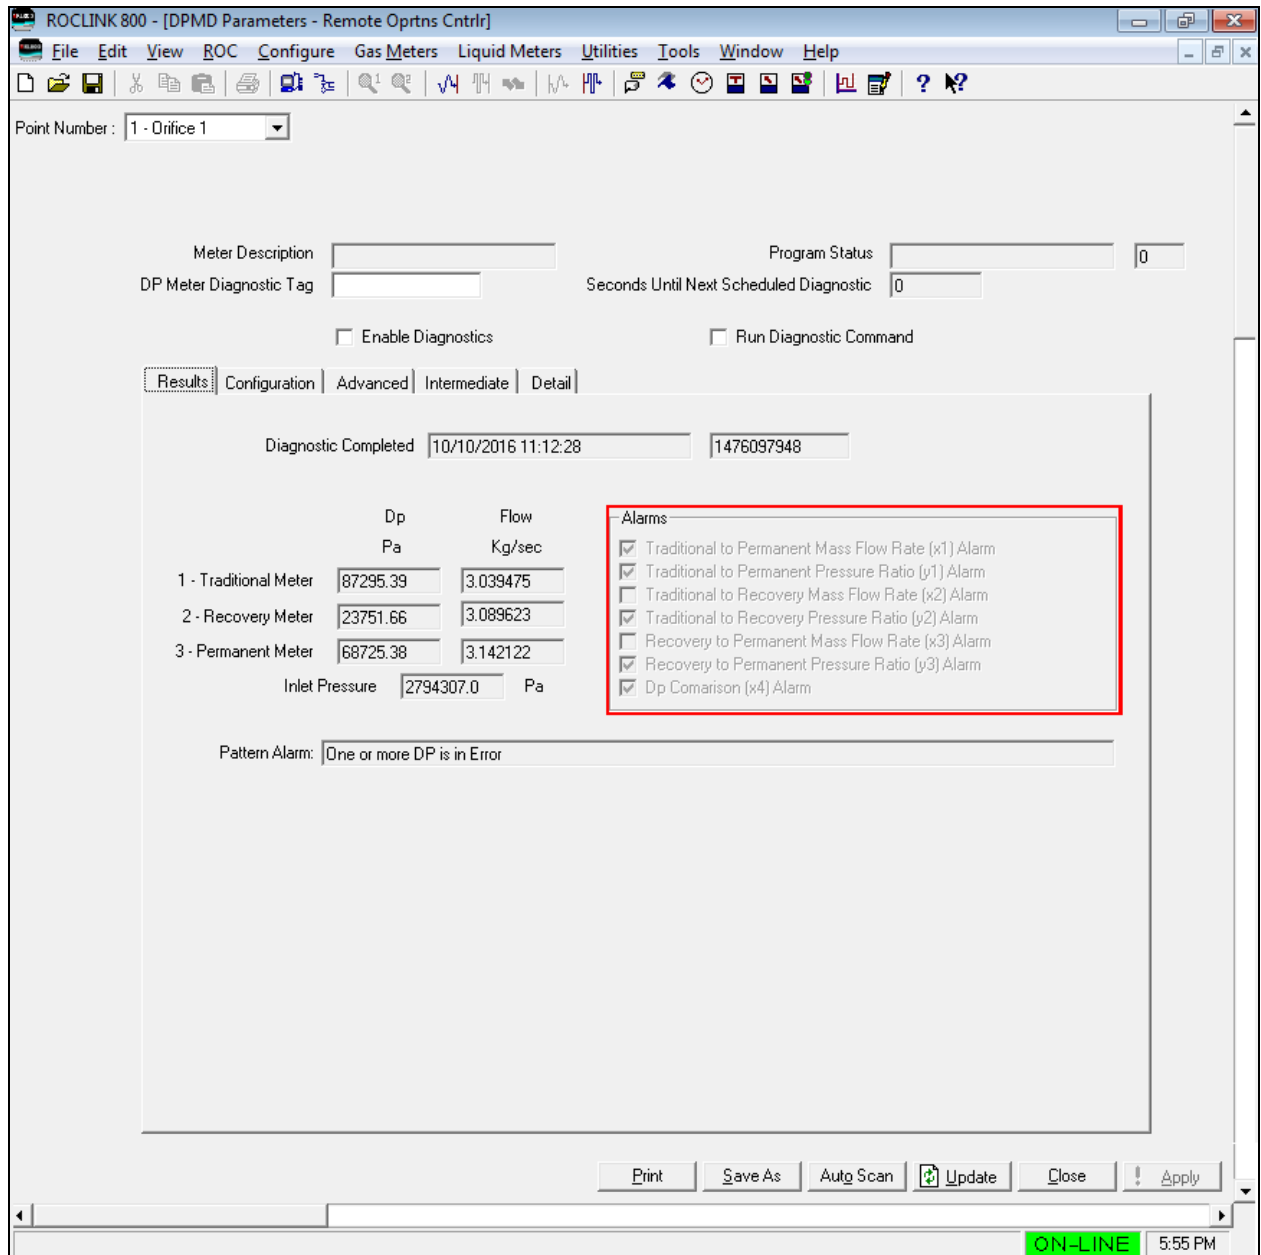 ROCLINK 800 - [DPMD Parameters - Remote Oprtns Cntrlr]
File Edit View ROC Configure Gas Meters Liquid Meters Utilities Tools Window Help
Point Number : 1 - Orifice 1
Meter Description Program Status 0
DP Meter Diagnostic Tag Seconds Until Next Scheduled Diagnostic 0
Enable Diagnostics Run Diagnostic Command
Results Configuration Advanced Intermediate Detail
Diagnostic Completed 10/10/2016 11:12:28 1476097948
Dp Flow
Pa Kg/sec
1 - Traditional Meter 87295.39 3.039475
2 - Recovery Meter 23751.66 3.089623
3 - Permanent Meter 68725.38 3.142122
Inlet Pressure 2794307.0 Pa
Alarms
Traditional to Permanent Mass Flow Rate (x1) Alarm
Traditional to Permanent Pressure Ratio (y1) Alarm
Traditional to Recovery Mass Flow Rate (x2) Alarm
Traditional to Recovery Pressure Ratio (y2) Alarm
Recovery to Permanent Mass Flow Rate (x3) Alarm
Recovery to Permanent Pressure Ratio (y3) Alarm
Dp Comarison (x4) Alarm
Pattern Alarm: One or more DP is in Error
Print Save As Auto Scan Update Close ! Apply
ON-LINE 5:55 PM